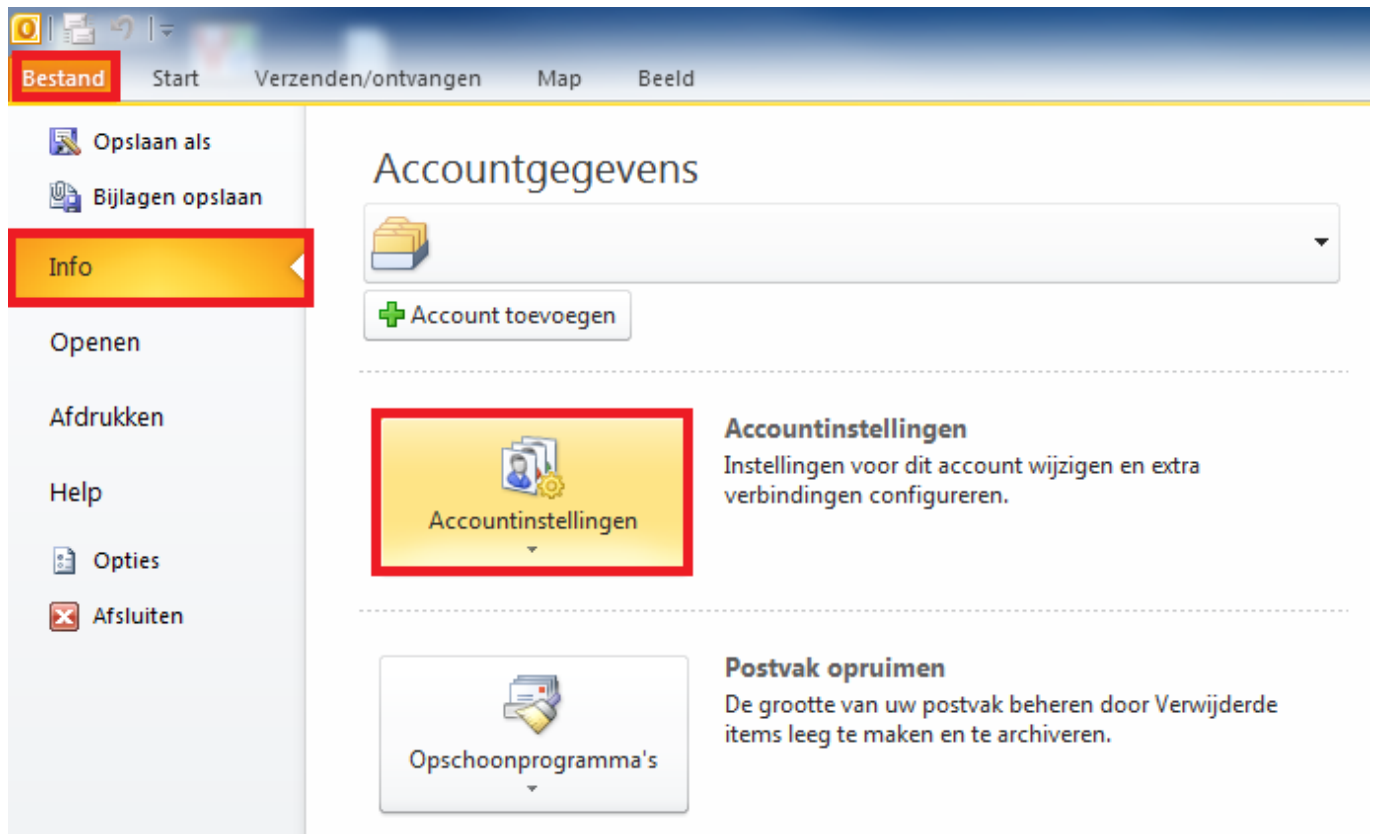 Bestand Start Verzenden/ontvangen Map Beeld
Opslaan als
Bijlagen opslaan
Info
Openen
Afdrukken
Help
Opties
Afsluiten
Accountgegevens
Account toevoegen
Accountinstellingen
Accountinstellingen
Instellingen voor dit account wijzigen en extra
verbindingen configureren.
Opschoonprogramma's
Postvak opruimen
De grootte van uw postvak beheren door Verwijderde
items leeg te maken en te archiveren.